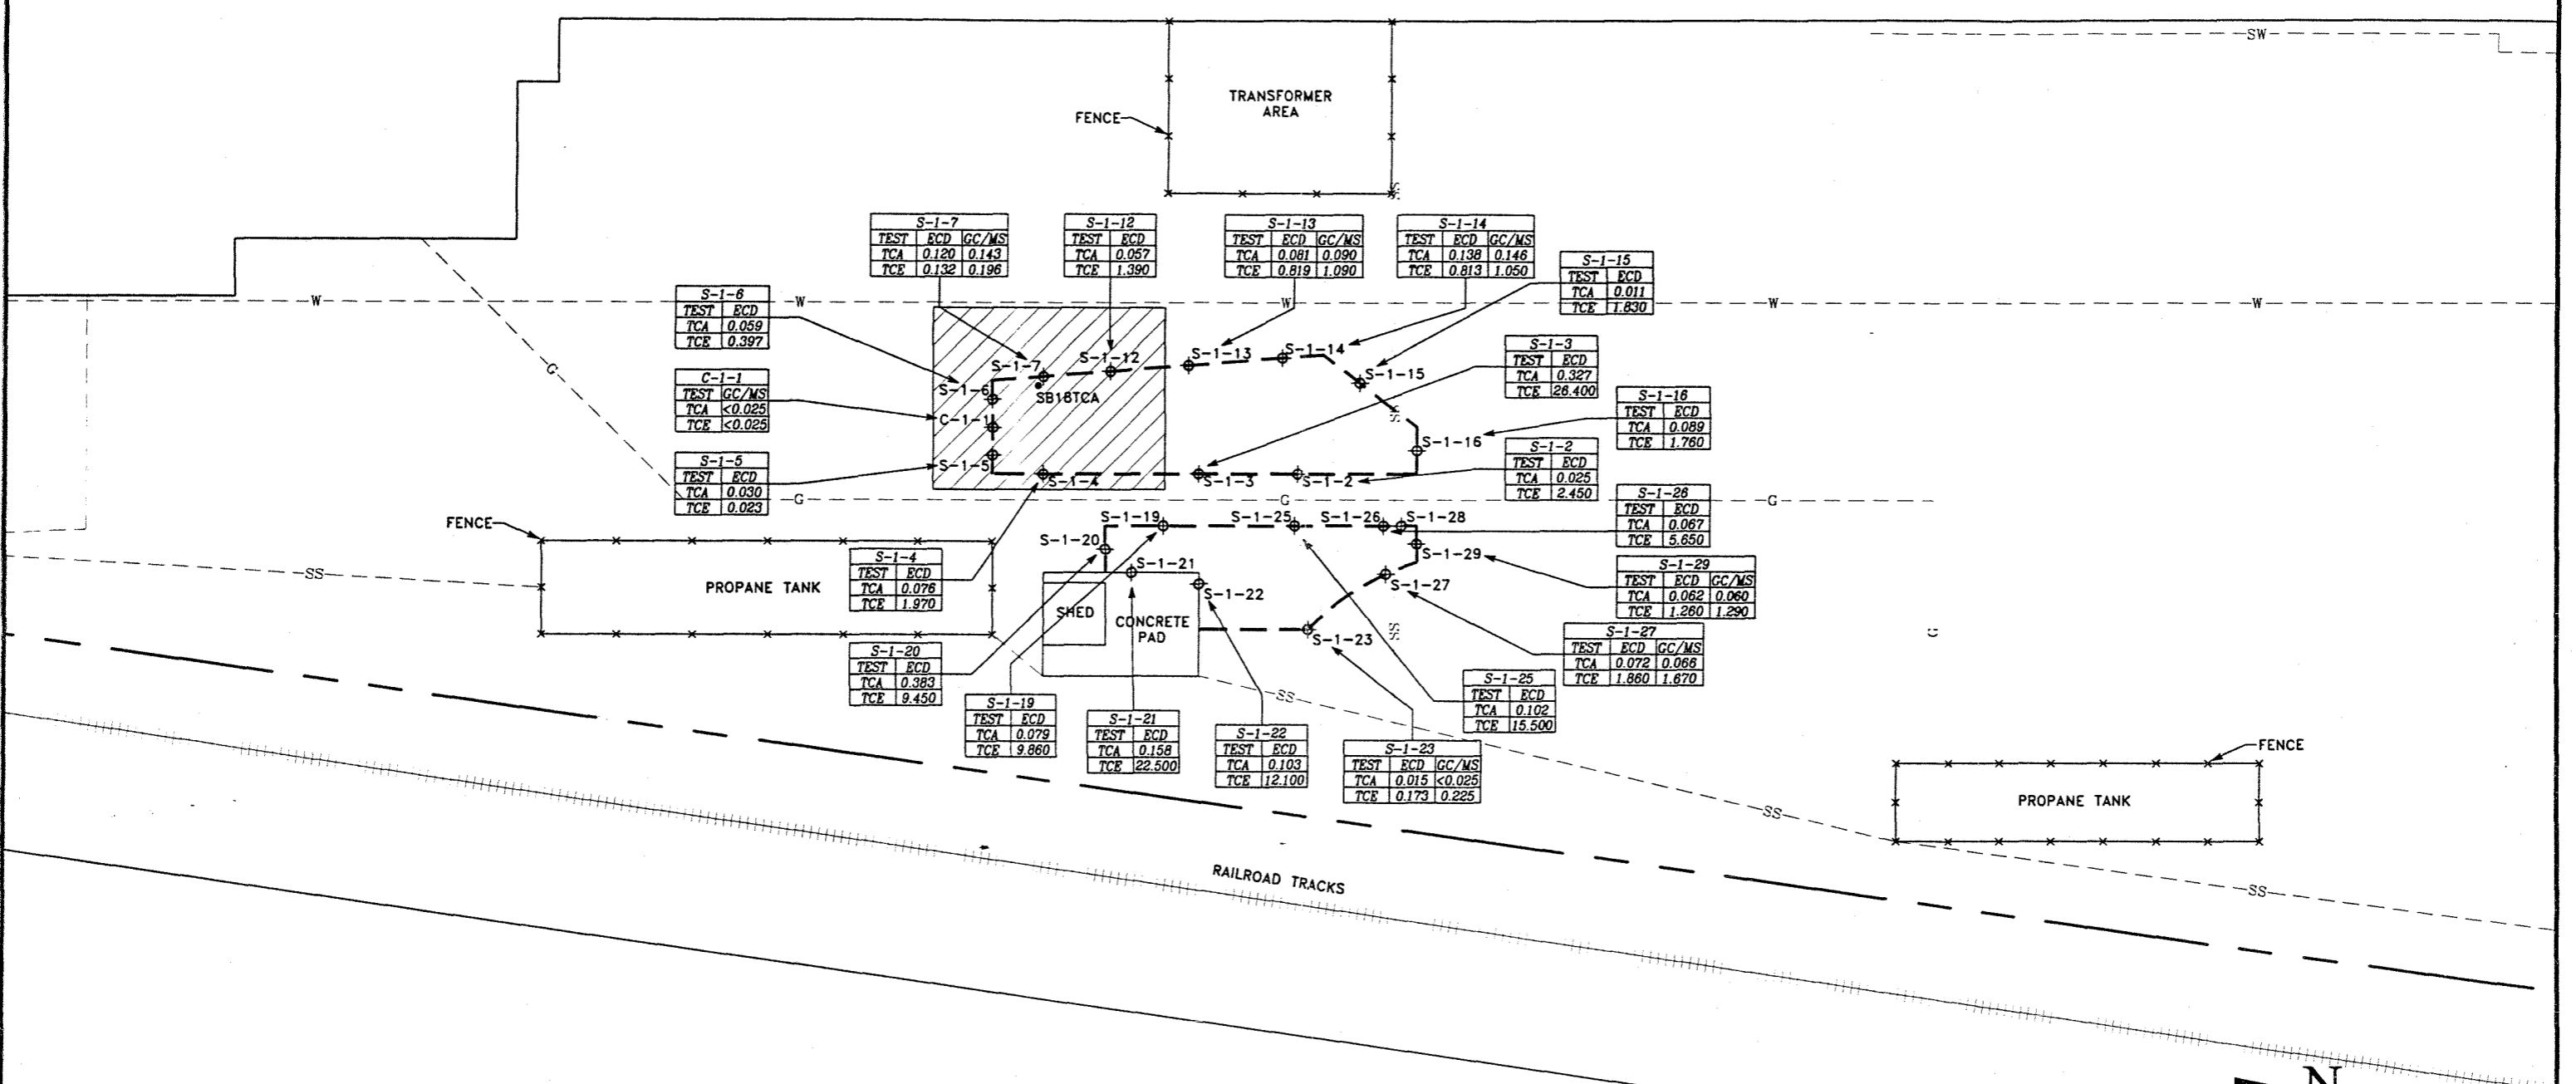 SW
TRANSFORMER
AREA
FENCE
SS
S-1-7
TEST ECD GC/MS
TCA 0.120 0.143
TCE 0.132 0.196
S-1-12
TEST ECD
TCA 0.057
TCE 1.390
S-1-13
TEST ECD GC/MS
TCA 0.081 0.090
TCE 0.819 1.090
S-1-14
TEST ECD GC/MS
TCA 0.138 0.146
TCE 0.813 1.050
S-1-15
TEST ECD
TCA 0.011
TCE 1.830
S-1-6
TEST ECD
TCA 0.059
TCE 0.397
W
W
W
W
W
G
S-1-3
TEST ECD
TCA 0.327
TCE 26.400
C-1-1
TEST GC/MS
TCA <0.025
TCE <0.025
S-1-7
S-1-12
S-1-13
S-1-14
S-1-15
S-1-6
SB18TCA
C-1-1
SS
S-1-16
S-1-16
TEST ECD
TCA 0.089
TCE 1.760
S-1-5
TEST ECD
TCA 0.030
TCE 0.023
S-1-5
S-1-4
S-1-3
S-1-2
S-1-2
TEST ECD
TCA 0.025
TCE 2.450
G
G
G
S-1-26
TEST ECD
TCA 0.067
TCE 5.650
FENCE
S-1-19
S-1-25
S-1-26
S-1-28
S-1-20
S-1-29
S-1-4
TEST ECD
TCA 0.076
TCE 1.970
SS
PROPANE TANK
S-1-21
S-1-22
S-1-27
S-1-29
TEST ECD GC/MS
TCA 0.062 0.060
TCE 1.260 1.290
SHED
CONCRETE
PAD
S-1-23
SS
S-1-27
TEST ECD GC/MS
TCA 0.072 0.066
TCE 1.860 1.670
S-1-20
TEST ECD
TCA 0.383
TCE 9.450
S-1-19
TEST ECD
TCA 0.079
TCE 9.860
S-1-21
TEST ECD
TCA 0.158
TCE 22.500
SS
S-1-22
TEST ECD
TCA 0.103
TCE 12.100
S-1-23
TEST ECD GC/MS
TCA 0.015 <0.025
TCE 0.173 0.225
S-1-25
TEST ECD
TCA 0.102
TCE 15.500
FENCE
SS
PROPANE TANK
RAILROAD TRACKS
SS
N